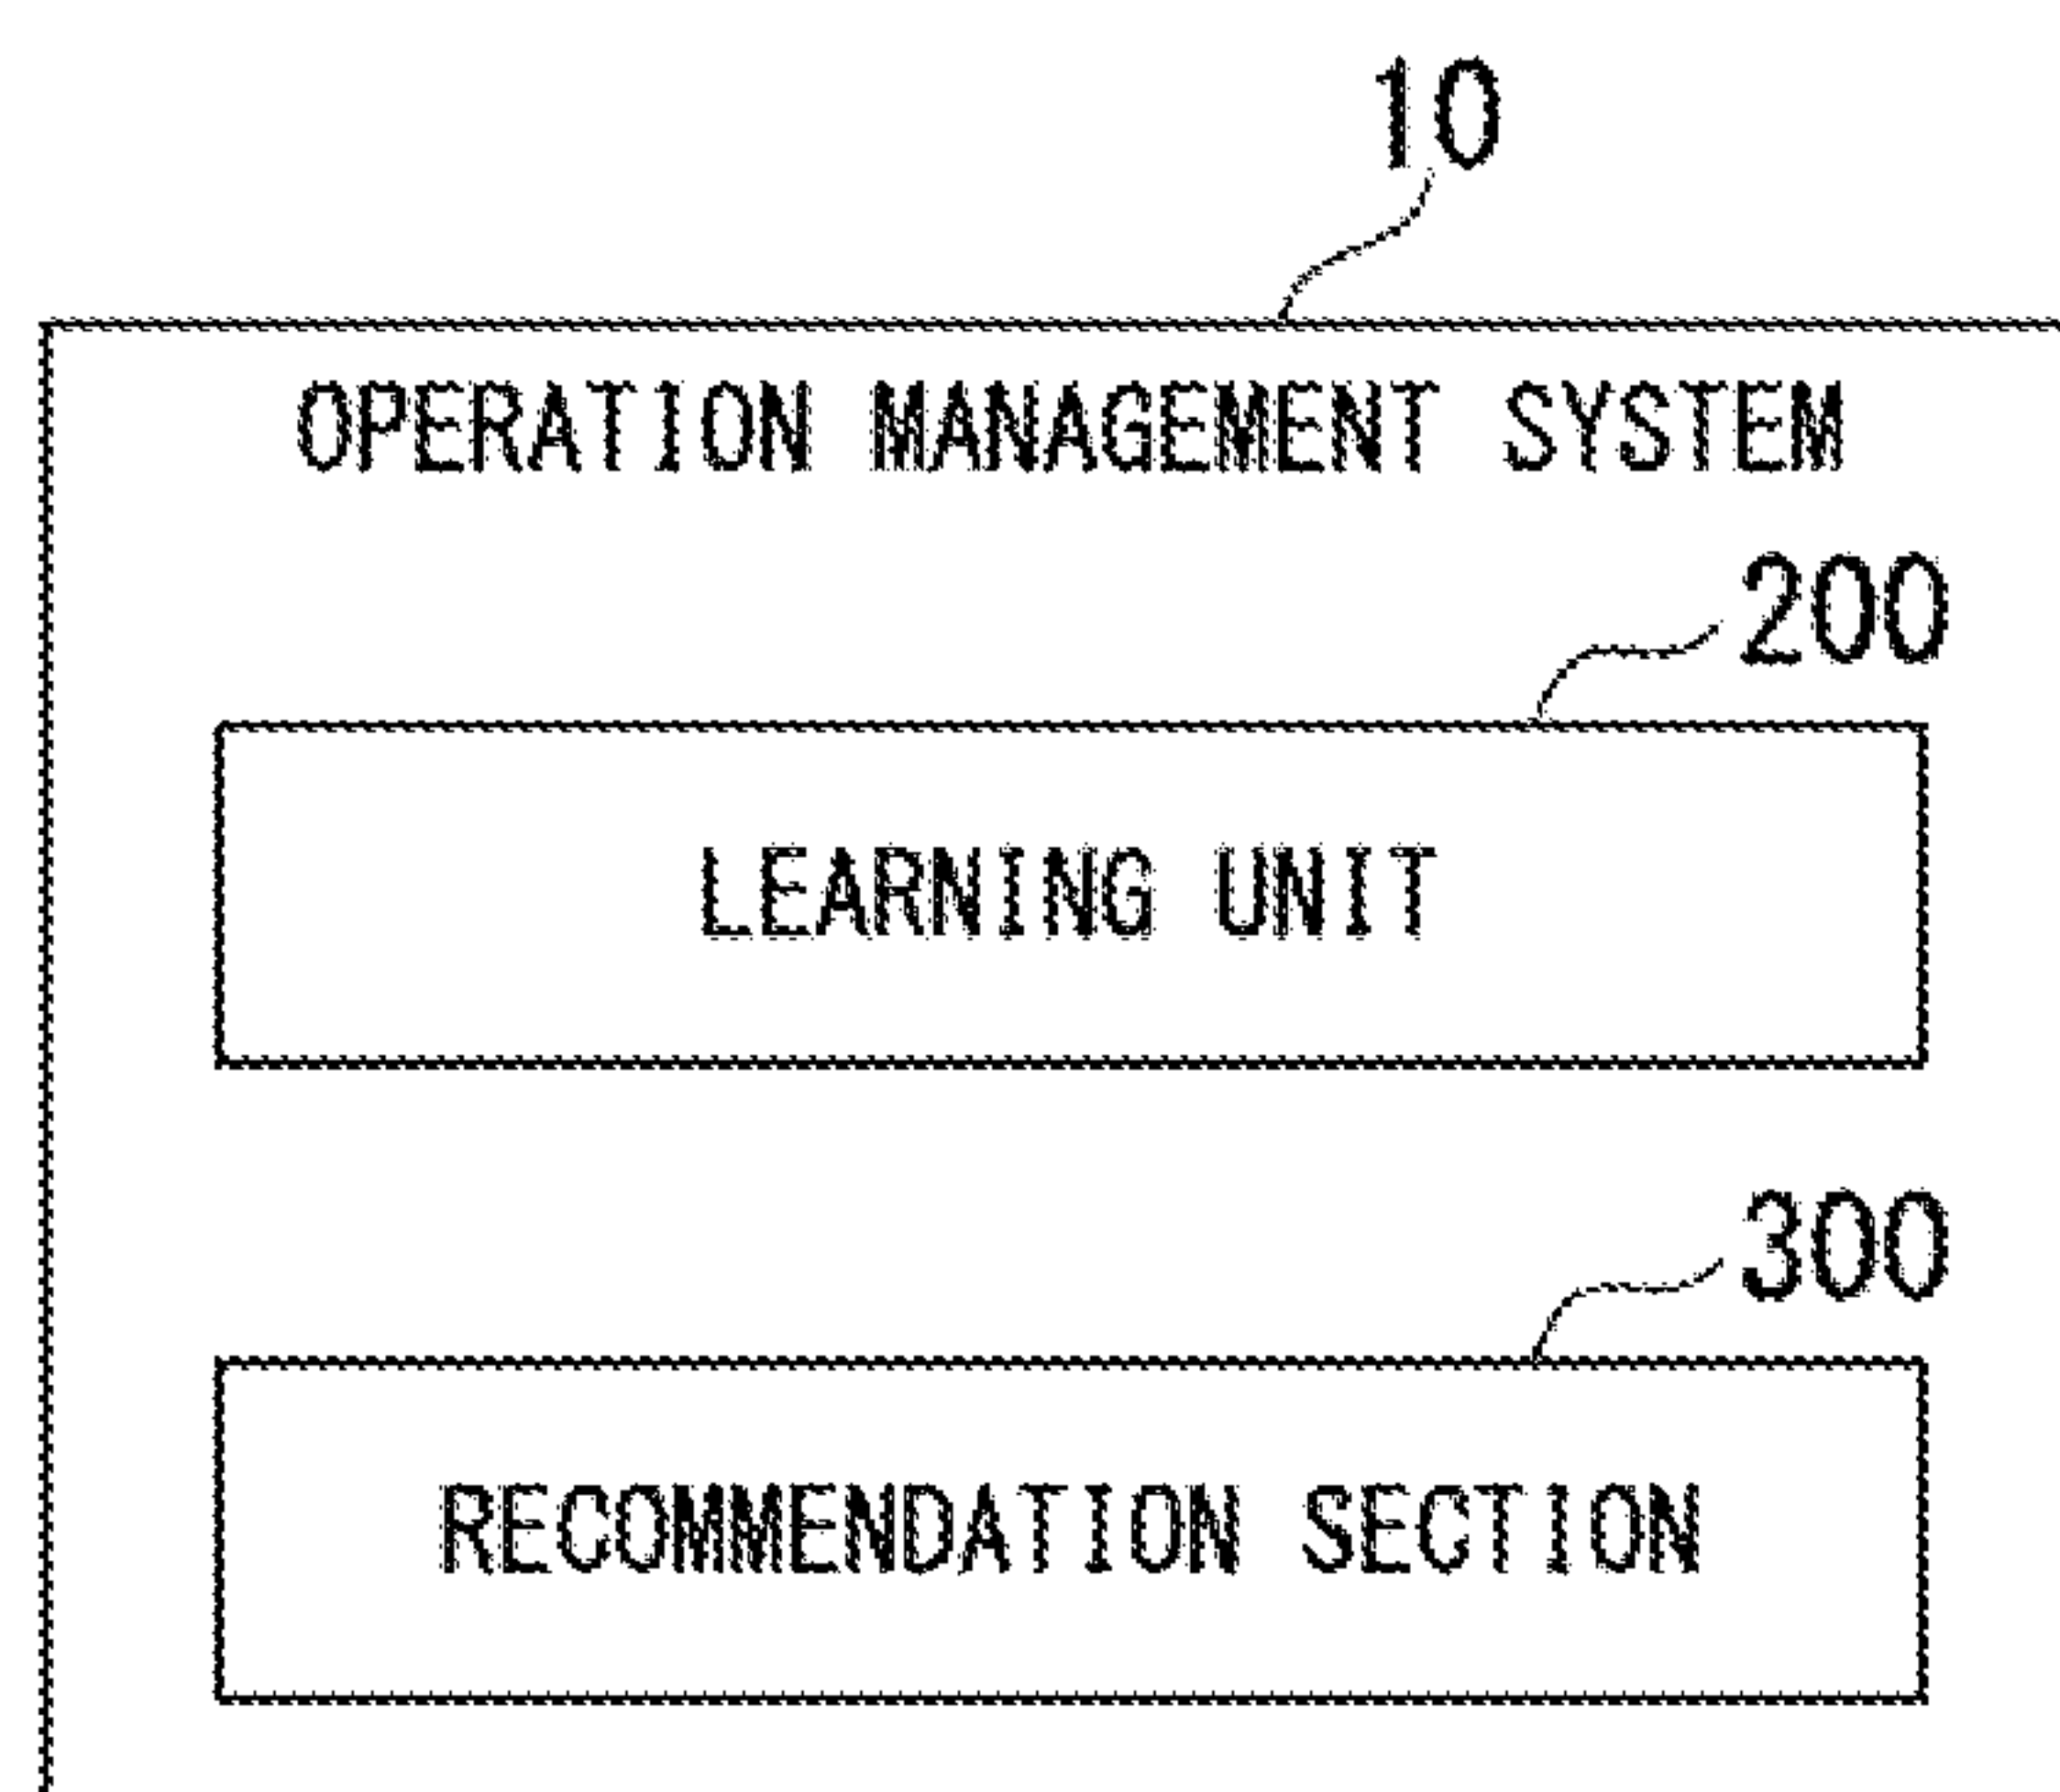 10
OPERATION MANAGEMENT SYSTEM
200
LEARNING UNIT
300
RECOMMENDATION SECTION